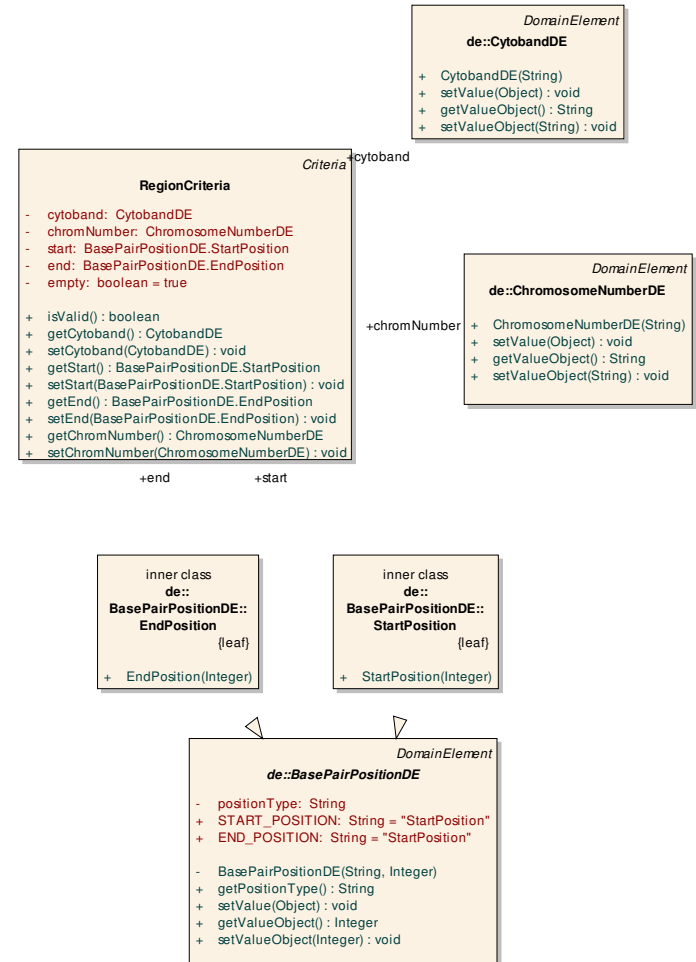 DomainElement
de::CytobandDE
+ CytobandDE(String)
+ setValue(Object) : void
+ getValueObject() : String
+ setValueObject(String) : void
+cytoband
Criteria
RegionCriteria
- cytoband: CytobandDE
- chromNumber: ChromosomeNumberDE
- start: BasePairPositionDE.StartPosition
- end: BasePairPositionDE.EndPosition
- empty: boolean = true
+ isValid() : boolean
+ getCytoband() : CytobandDE
+ setCytoband(CytobandDE) : void
+ getStart() : BasePairPositionDE.StartPosition
+ setStart(BasePairPositionDE.StartPosition) : void
+ getEnd() : BasePairPositionDE.EndPosition
+ setEnd(BasePairPositionDE.EndPosition) : void
+ getChromNumber() : ChromosomeNumberDE
+ setChromNumber(ChromosomeNumberDE) : void
+chromNumber
DomainElement
de::ChromosomeNumberDE
+ ChromosomeNumberDE(String)
+ setValue(Object) : void
+ getValueObject() : String
+ setValueObject(String) : void
+end
+start
inner class
de::
BasePairPositionDE::
EndPosition
{leaf}
+ EndPosition(Integer)
inner class
de::
BasePairPositionDE::
StartPosition
{leaf}
+ StartPosition(Integer)
DomainElement
de::BasePairPositionDE
- positionType: String
+ START_POSITION: String = "StartPosition"
+ END_POSITION: String = "StartPosition"
- BasePairPositionDE(String, Integer)
+ getPositionType() : String
+ setValue(Object) : void
+ getValueObject() : Integer
+ setValueObject(Integer) : void